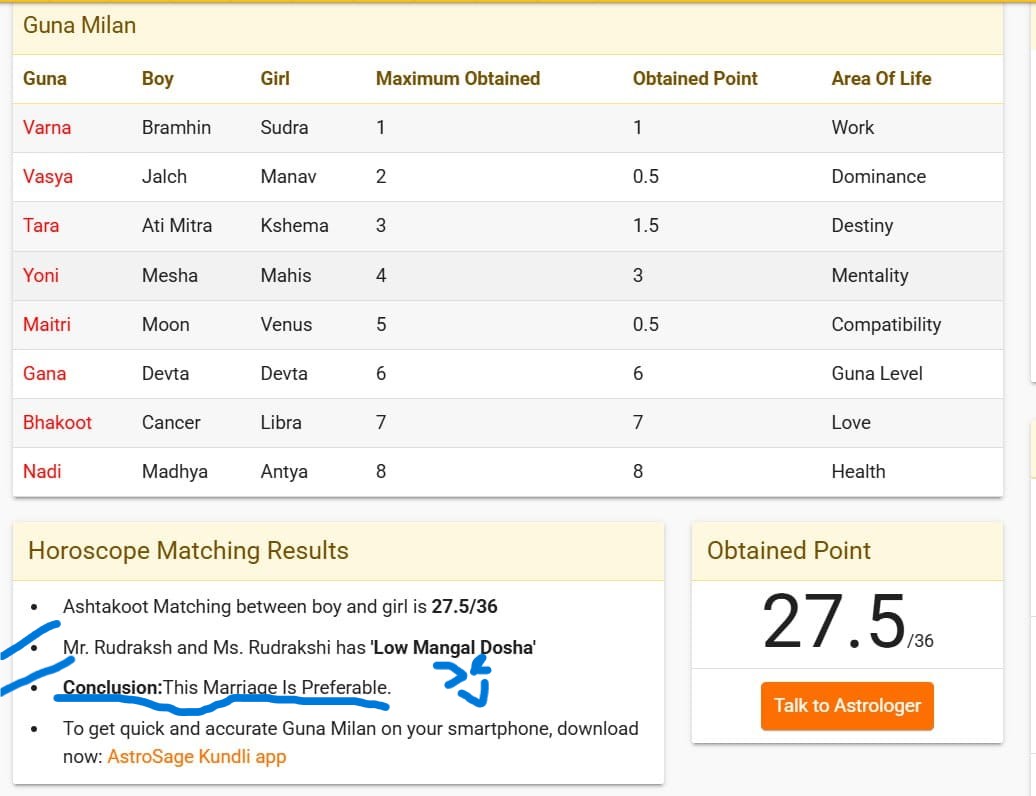 Guna Milan
Guna Boy Girl Maximum Obtained Obtained Point Area Of Life
Varna Bramhin Sudra 1 1 Work
Vasya Jalch Manav 2 0.5 Dominance
Tara Ati Mitra Kshema 3 1.5 Destiny
Yoni Mesha Mahis 4 3 Mentality
Maitri Moon Venus 5 0.5 Compatibility
Gana Devta Devta 6 6 Guna Level
Bhakoot Cancer Libra 7 7 Love
Nadi Madhya Antya 8 8 Health
Horoscope Matching Results
• Ashtakoot Matching between boy and girl is 27.5/36
• Mr. Rudraksh and Ms. Rudrakshi has 'Low Mangal Dosha'
• Conclusion:This Marriage Is Preferable.
• To get quick and accurate Guna Milan on your smartphone, download
now: AstroSage Kundli app
Obtained Point
27.5/36
Talk to Astrologer